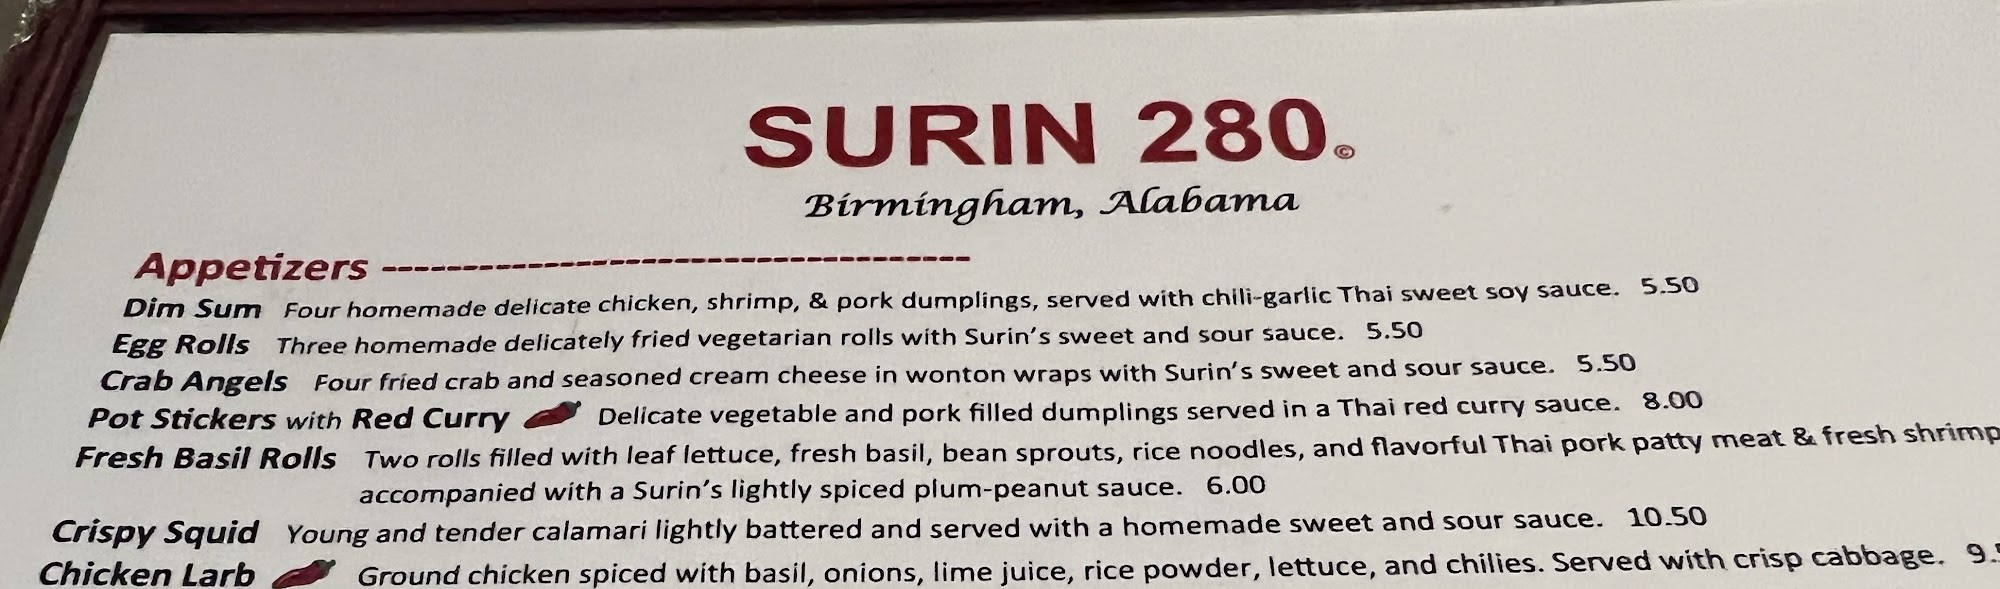 SURIN 280©
Birmingham, Alabama
Appetizers ------------------------------------
Dim Sum Four homemade delicate chicken, shrimp, & pork dumplings, served with chili-garlic Thai sweet soy sauce. 5.50
Egg Rolls Three homemade delicately fried vegetarian rolls with Surin's sweet and sour sauce. 5.50
Crab Angels Four fried crab and seasoned cream cheese in wonton wraps with Surin's sweet and sour sauce. 5.50
Pot Stickers with Red Curry Delicate vegetable and pork filled dumplings served in a Thai red curry sauce. 8.00
Fresh Basil Rolls Two rolls filled with leaf lettuce, fresh basil, bean sprouts, rice noodles, and flavorful Thai pork patty meat & fresh shrimp
accompanied with a Surin's lightly spiced plum-peanut sauce. 6.00
Crispy Squid Young and tender calamari lightly battered and served with a homemade sweet and sour sauce. 10.50
Chicken Larb Ground chicken spiced with basil, onions, lime juice, rice powder, lettuce, and chilies. Served with crisp cabbage.